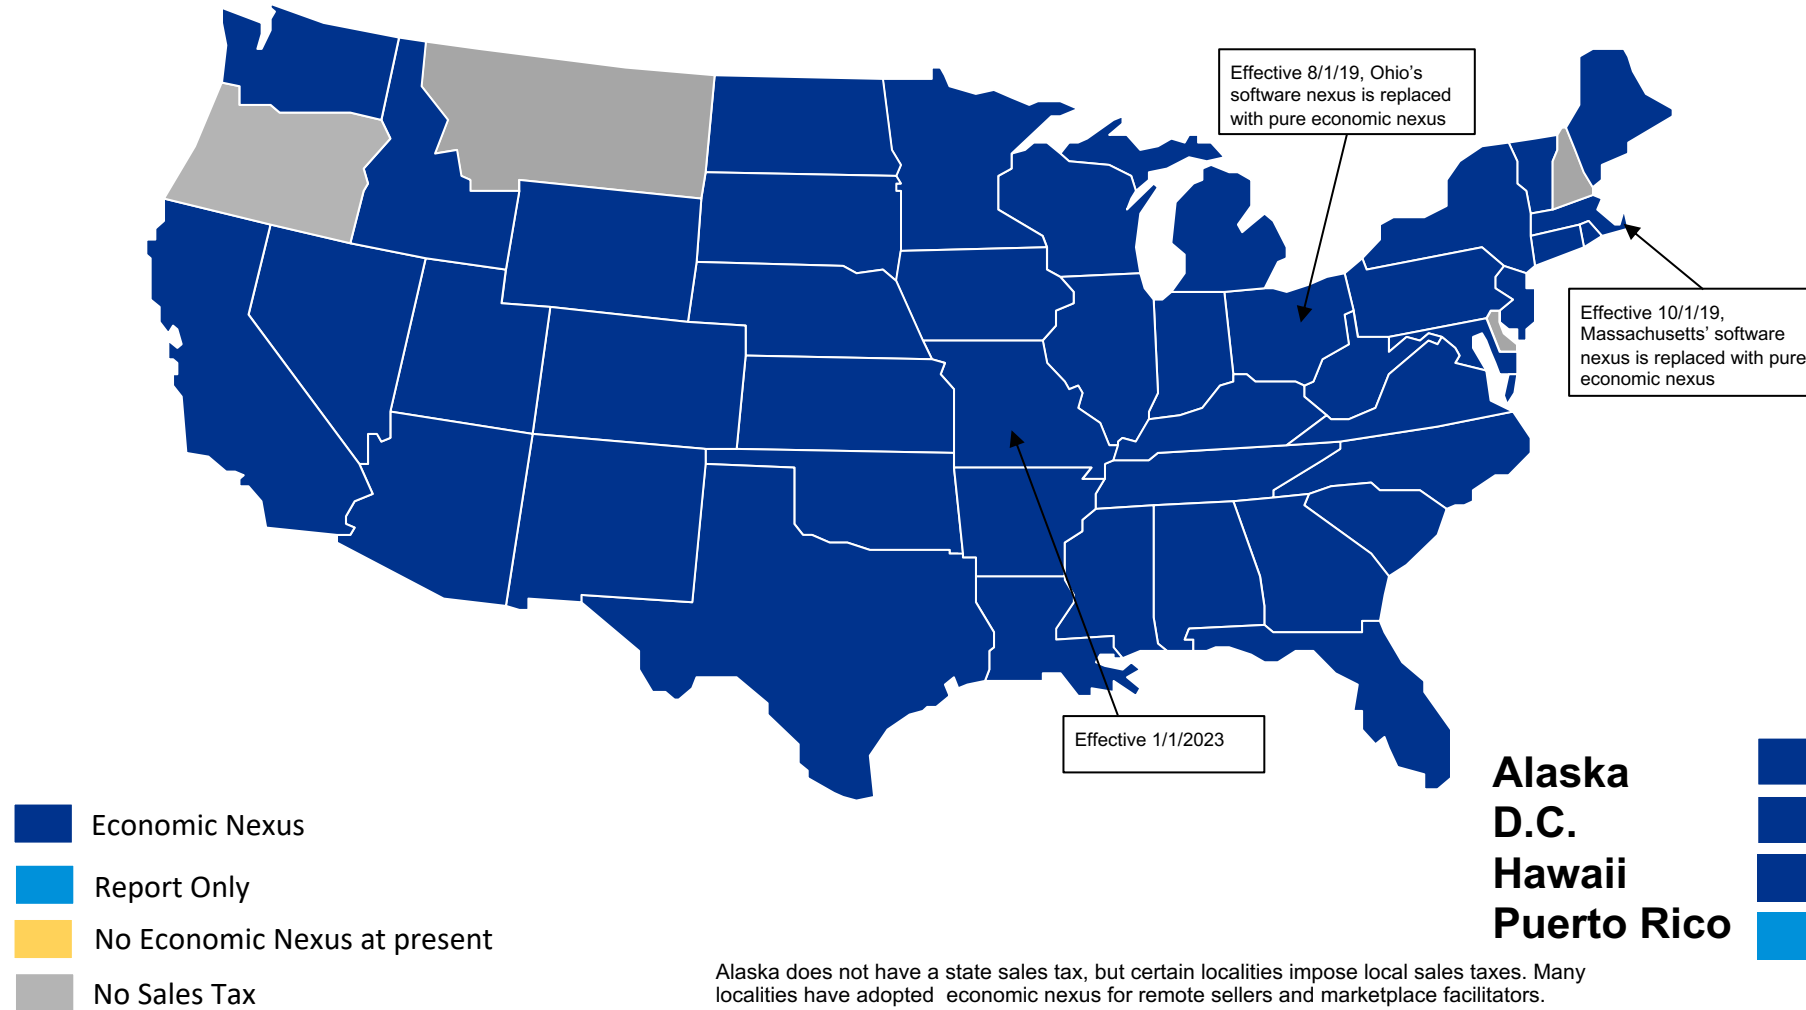 Effective 8/1/19, Ohio’s
software nexus is replaced
with pure economic nexus
Effective 10/1/19,
Massachusetts’ software
nexus is replaced with pure
economic nexus
Effective 1/1/2023
Alaska
D.C.
Hawaii
Puerto Rico
Economic Nexus
Report Only
No Economic Nexus at present
No Sales Tax
Alaska does not have a state sales tax, but certain localities impose local sales taxes. Many
localities have adopted  economic nexus for remote sellers and marketplace facilitators.